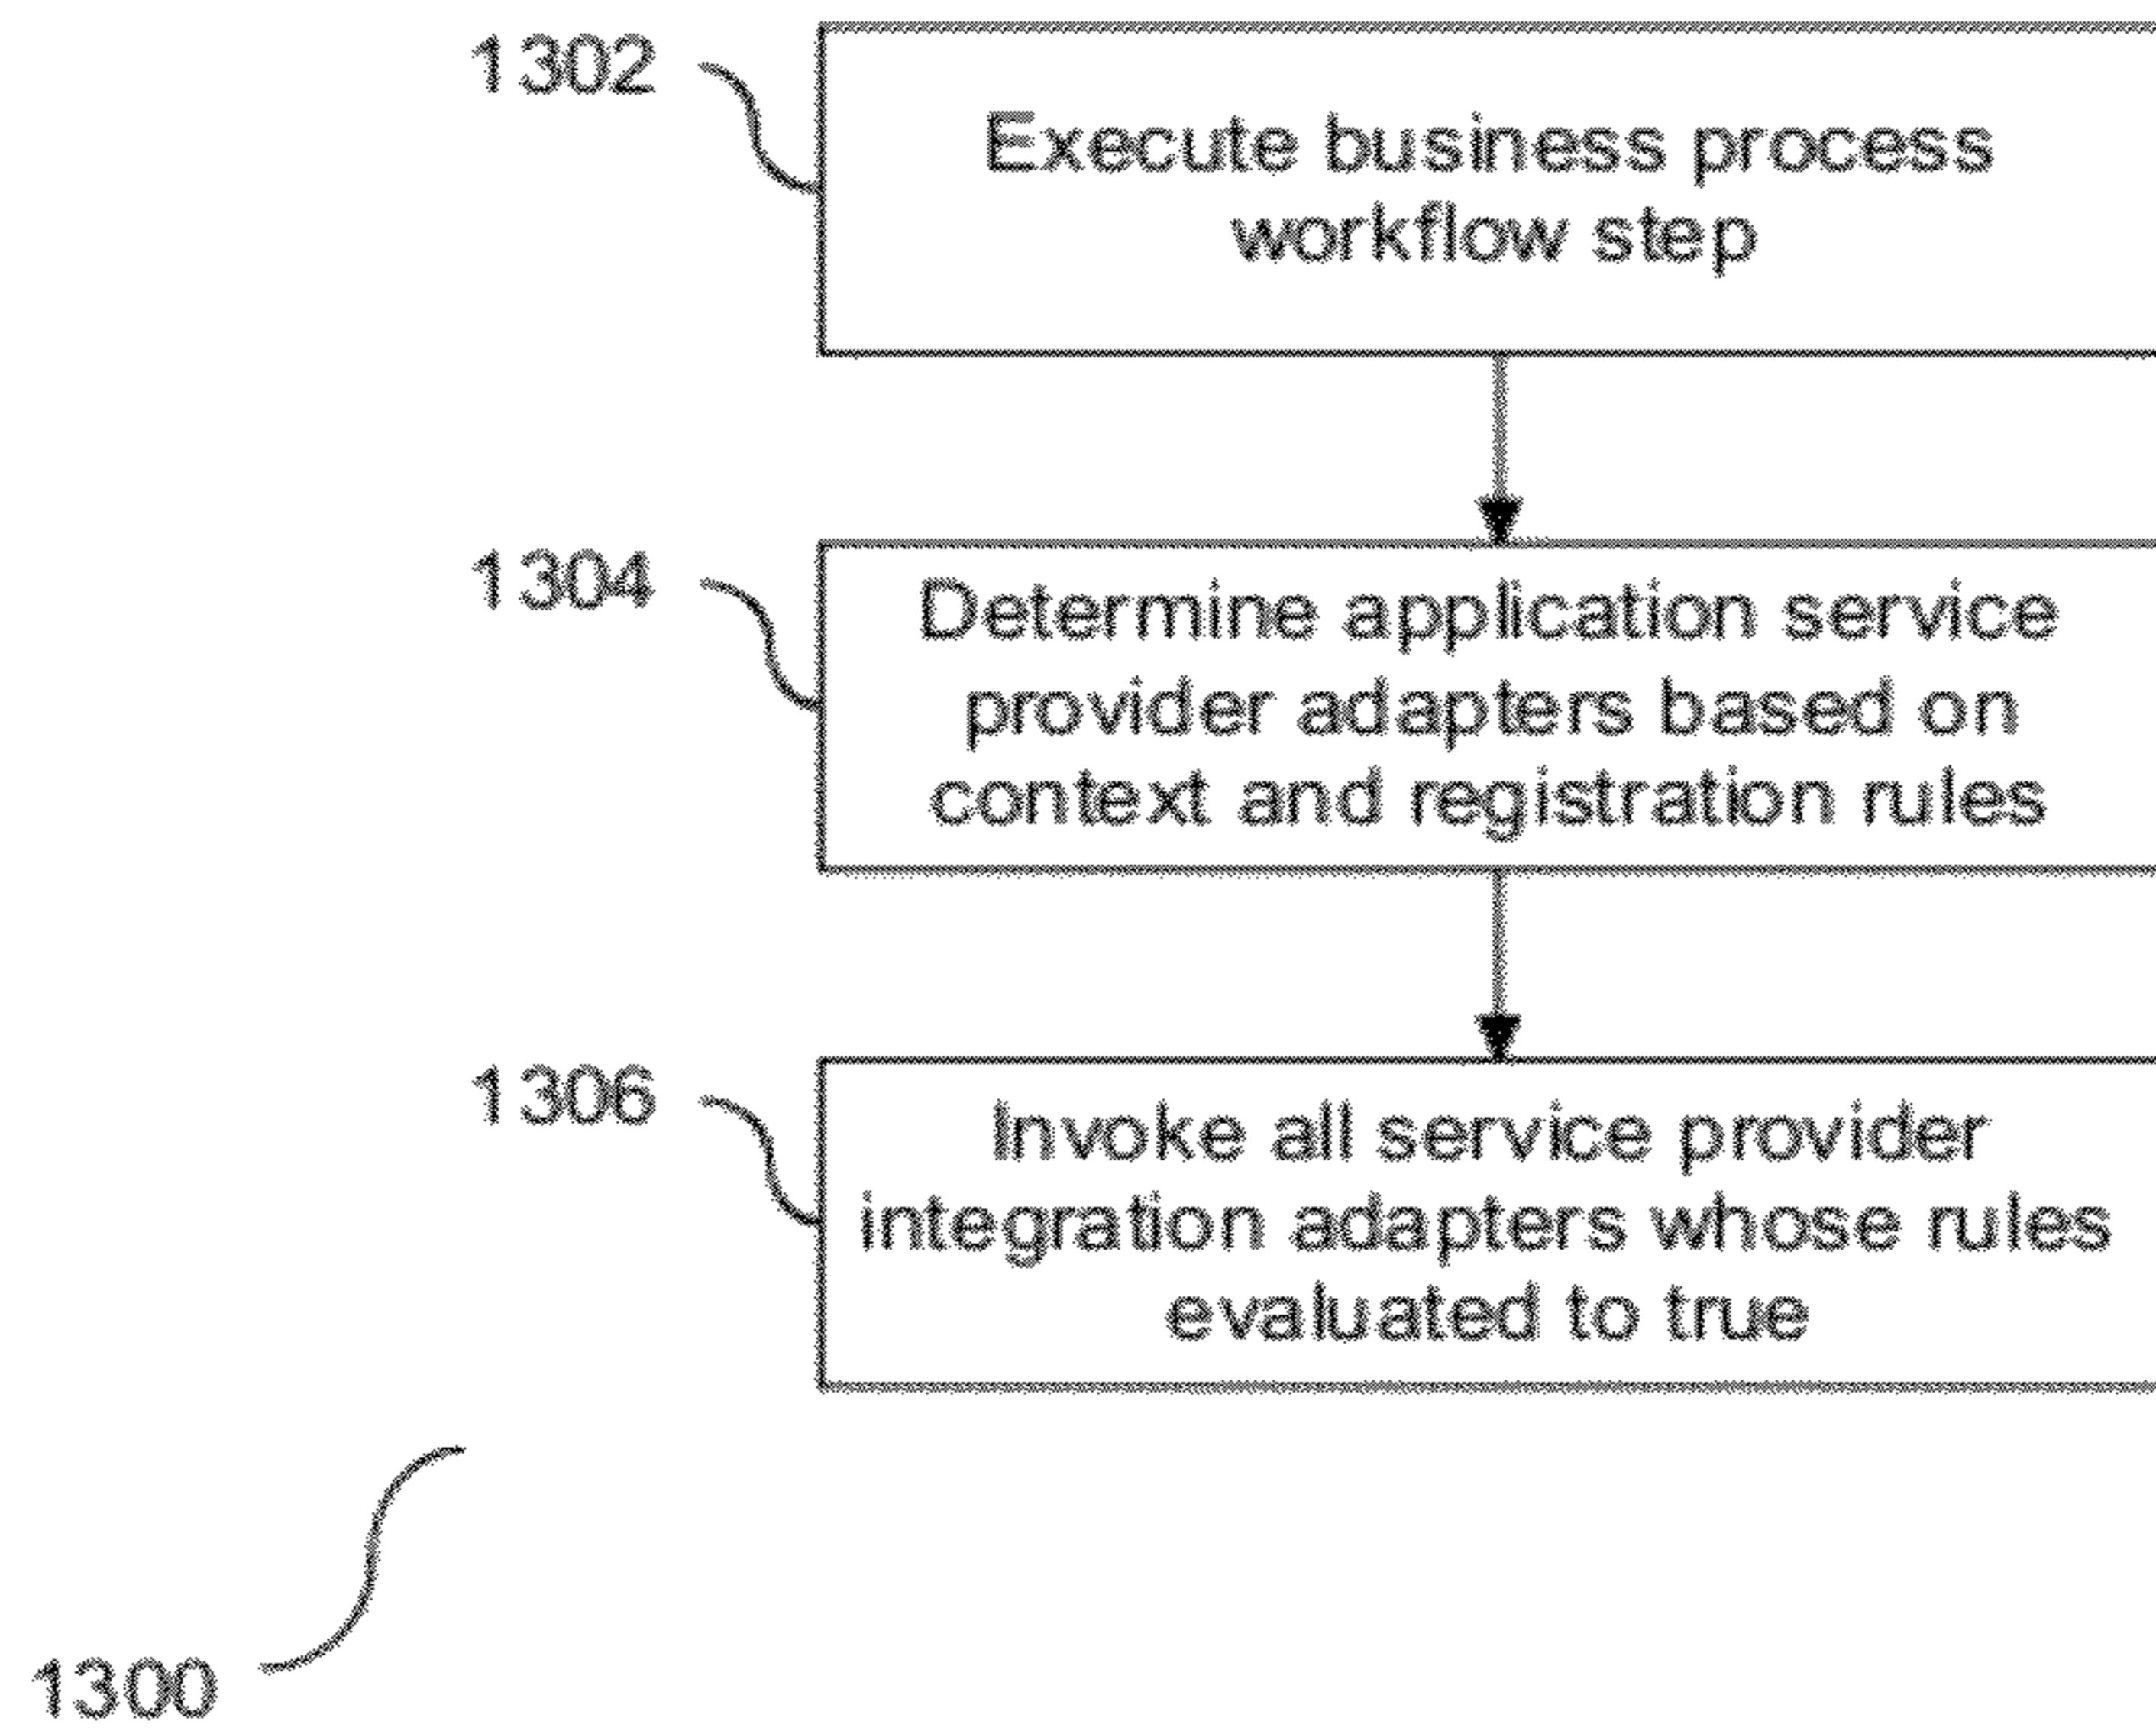 1302
Execute business process
workflow step
1304
Determine application service
provider adapters based on
context and registration rules
1306
Invoke all service provider
integration adapters whose rules
evaluated to true
1300